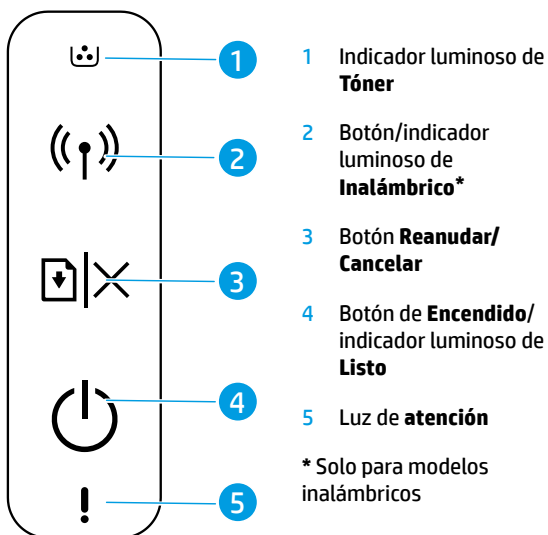 1 Indicador luminoso de
Tóner
2 Botón/indicador
luminoso de
Inalámbrico*
3 Botón Reanudar/
Cancelar
4 Botón de Encendido/
indicador luminoso de
Listo
5 Luz de atención
* Solo para modelos
inalámbricos
1
2
3
4
5